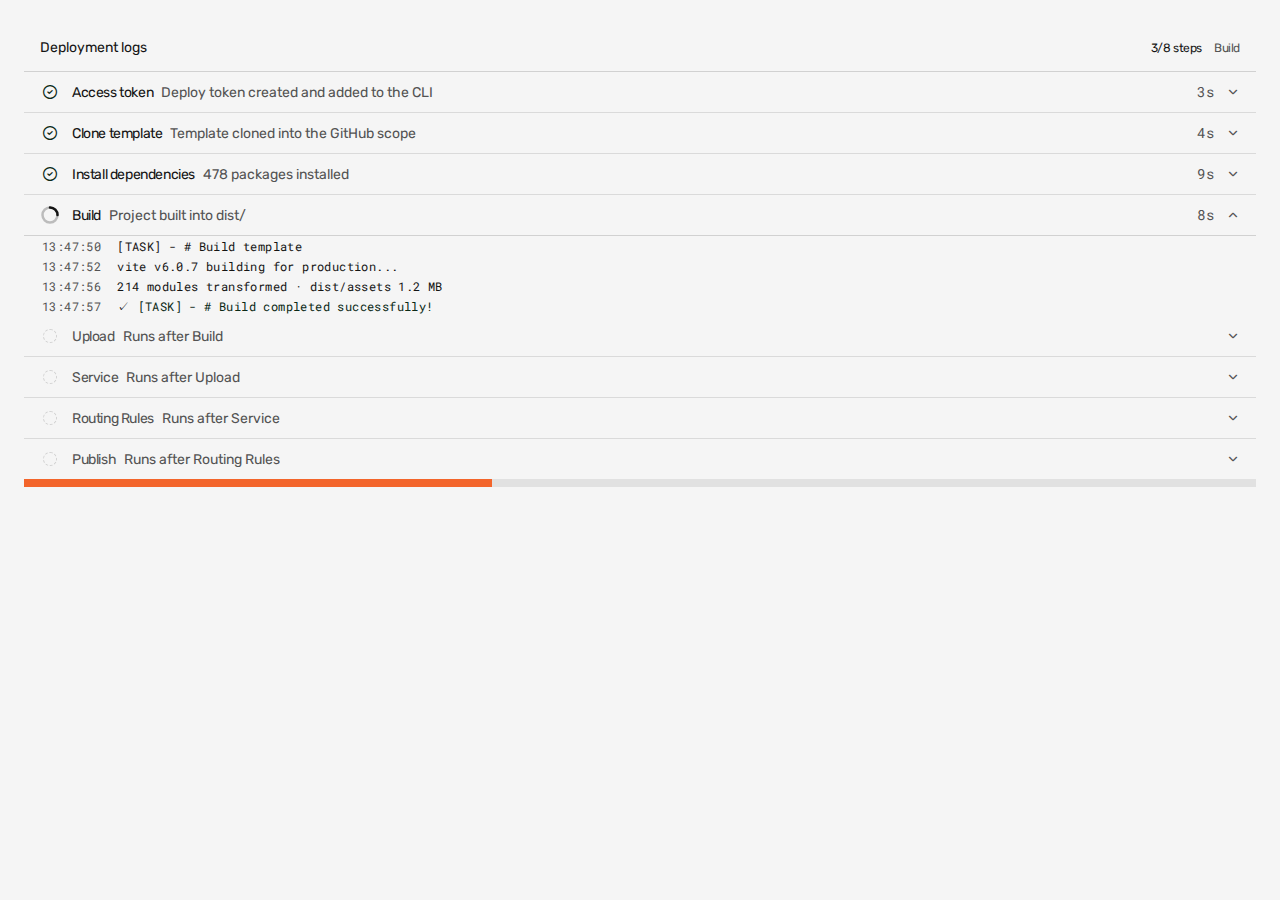 Deployment logs
3/8 steps Build
Access token Deploy token created and added to the CLI 3s
Clone template Template cloned into the GitHub scope 4s
Install dependencies 478 packages installed 9s
Build Project built into dist/ 8s
13:47:50 [TASK] - # Build template
13:47:52 vite v6.0.7 building for production...
13:47:56 214 modules transformed · dist/assets 1.2 MB
13:47:57 ✓ [TASK] - # Build completed successfully!
Upload Runs after Build
Service Runs after Upload
Routing Rules Runs after Service
Publish Runs after Routing Rules